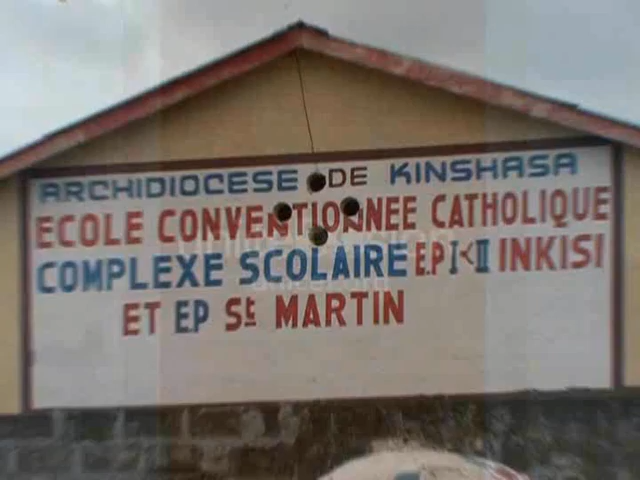 ARCHIDIOCESE DE KINSHASA
ECOLE CONVENTIONNEE CATHOLIQUE
COMPLEXE SCOLAIRE E.P I<II INKISI
ET EP St MARTIN